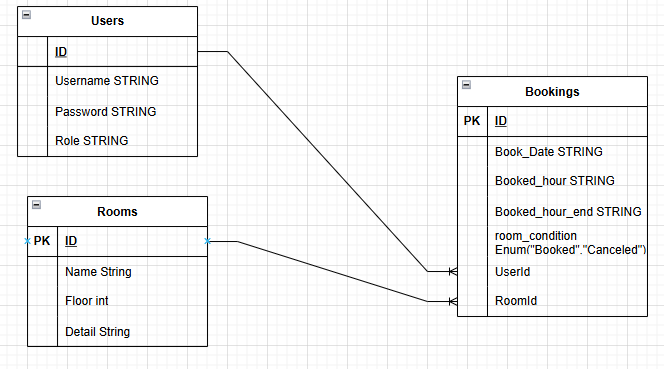 Users
ID
Username STRING
Password STRING
Role STRING
Rooms
PK ID
Name String
Floor int
Detail String
Bookings
PK ID
Book_Date STRING
Booked_hour STRING
Booked_hour_end STRING
room_condition
Enum("Booked"."Canceled")
UserId
RoomId